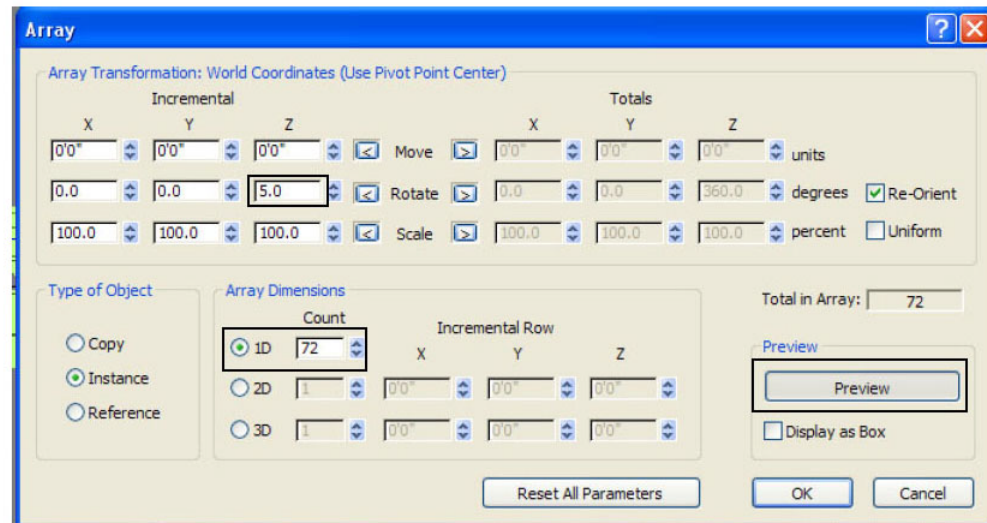 Array
Array Transformation: World Coordinates (Use Pivot Point Center)
Incremental Totals
X Y Z X Y Z
0'0" 0'0" 0'0" < Move > 0'0" 0'0" 0'0" units
0.0 0.0 5.0 < Rotate > 0.0 0.0 360.0 degrees Re-Orient
100.0 100.0 100.0 < Scale > 100.0 100.0 100.0 percent Uniform
Type of Object
Copy
Instance
Reference
Array Dimensions
Count
Incremental Row
1D 72 X Y Z
2D 1 0'0" 0'0" 0'0"
3D 1 0'0" 0'0" 0'0"
Total in Array: 72
Preview
Preview
Display as Box
Reset All Parameters OK Cancel